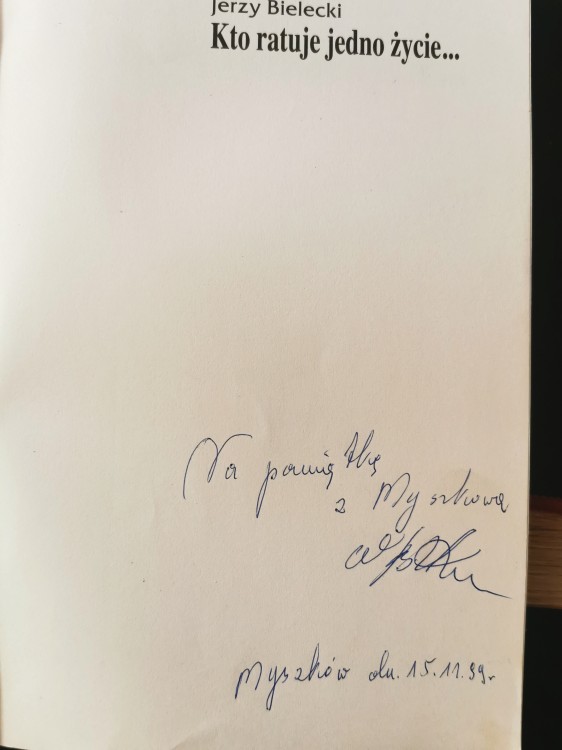 Jerzy Bielecki
Kto ratuje jedno życie...
Na pamiątkę
z Myszkowa
Myszków dn. 15.11.99r